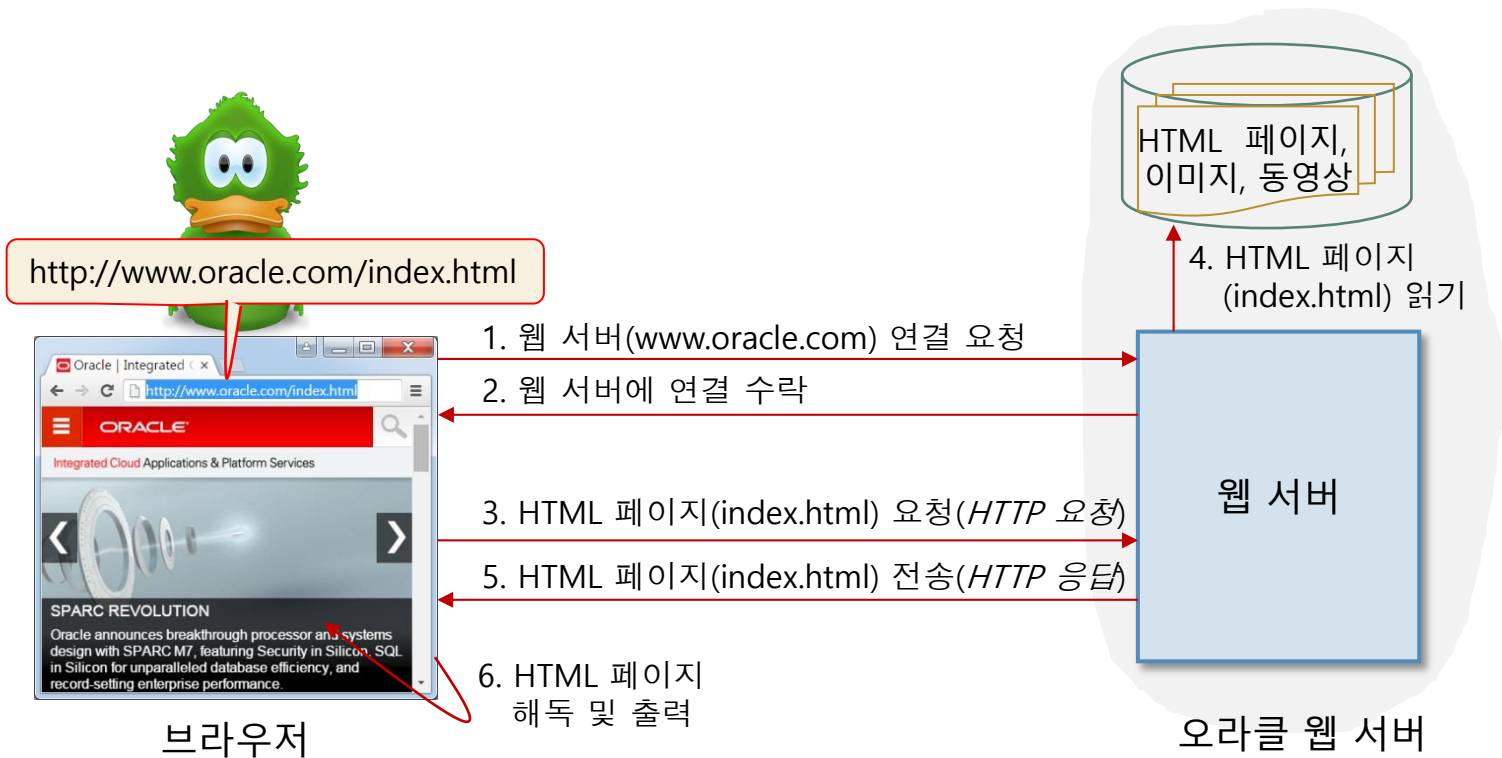 HTML 페이지,
이미지, 동영상
http://www.oracle.com/index.html
4. HTML 페이지
(index.html) 읽기
1. 웹 서버(www.oracle.com) 연결 요청
Oracle | Integrated
http://www.oracle.com/index.html
2. 웹 서버에 연결 수락
ORACLE
Integrated Cloud Applications & Platform Services
웹 서버
3. HTML 페이지(index.html) 요청(HTTP 요청)
5. HTML 페이지(index.html) 전송(HTTP 응답)
SPARC REVOLUTION
Oracle announces breakthrough processor and systems
design with SPARC M7, featuring Security in Silicon, SQL
in Silicon for unparalleled database efficiency, and
record-setting enterprise performance.
6. HTML 페이지
해독 및 출력
브라우저
오라클 웹 서버